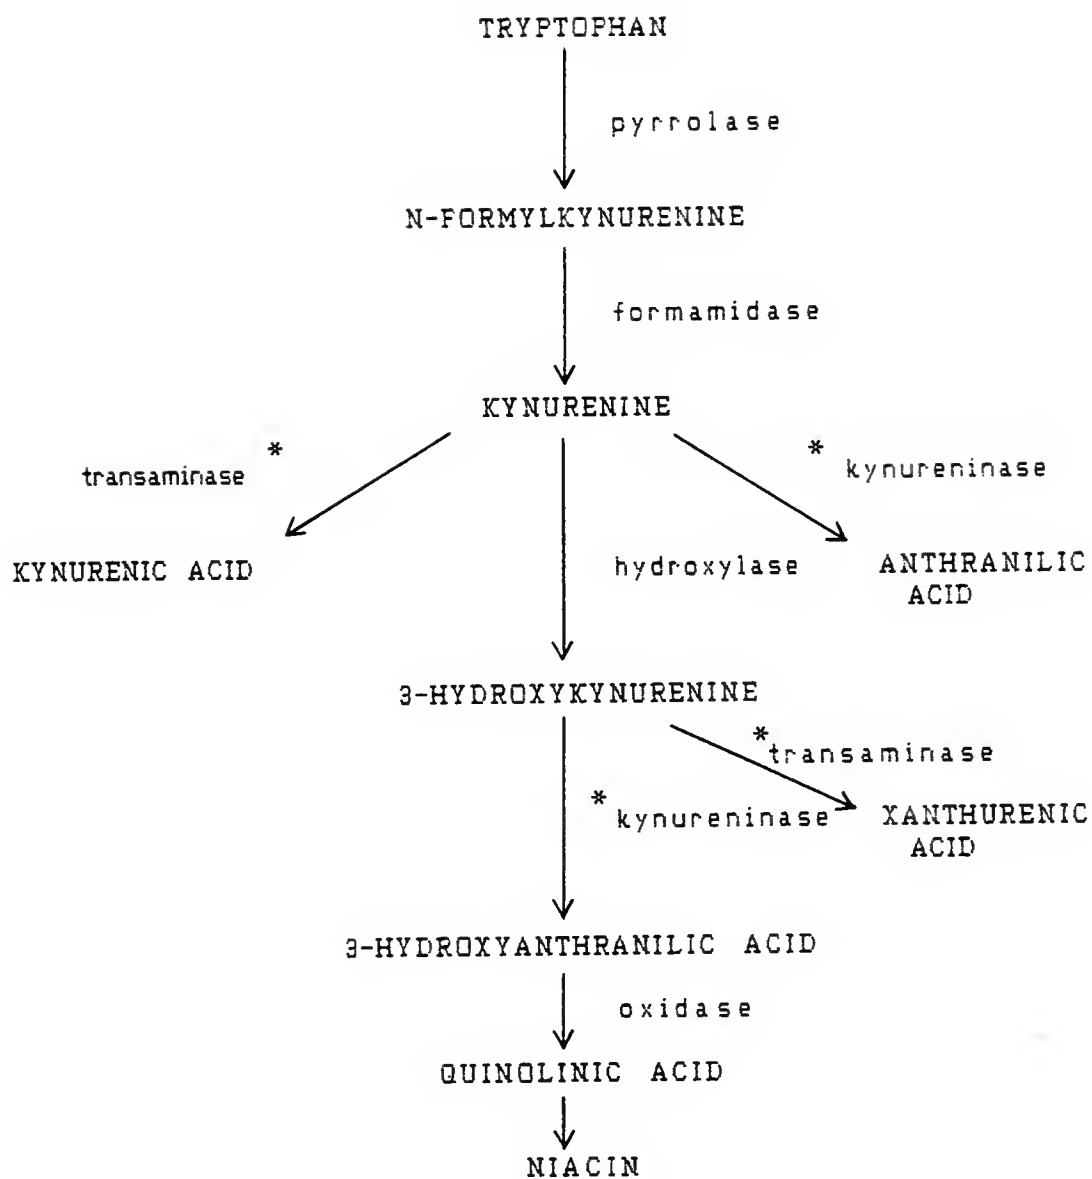 TRYPTOPHAN
pyrrolase
N-FORMYLKYNURENINE
formamidase
KYNURENINE
transaminase *
* kynureninase
KYNURENIC ACID
hydroxylase
ANTHRANILIC
ACID
3-HYDROXYKYNURENINE
*transaminase
*kynureninase
XANTHURENIC
ACID
3-HYDROXYANTHRANILIC ACID
oxidase
QUINOLINIC ACID
NIACIN